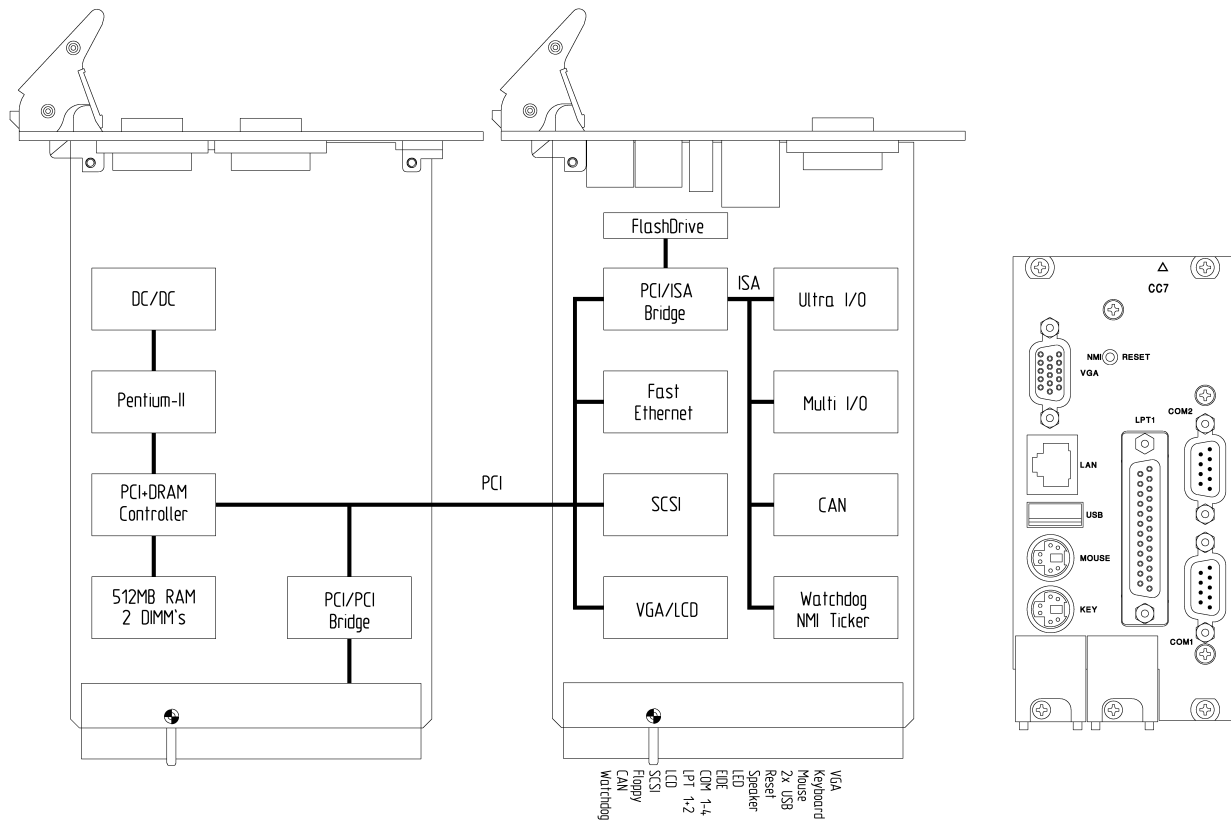 FlashDrive
DC/DC
PCI/ISA
Bridge
ISA
Ultra I/O
Pentium-II
Fast
Ethernet
Multi I/O
PCI+DRAM
Controller
PCI
SCSI
CAN
512MB RAM
2 DIMM`s
PCI/PCI
Bridge
VGA/LCD
Watchdog
NMI Ticker
VGA
Keyboard
Mouse
2x USB
Reset
Speaker
LED
EIDE
COM 1-4
LPT 1+2
LCD
SCSI
Floppy
CAN
Watchdog
CC7
NMI RESET
VGA
COM2
LPT1
LAN
USB
MOUSE
KEY
COM1